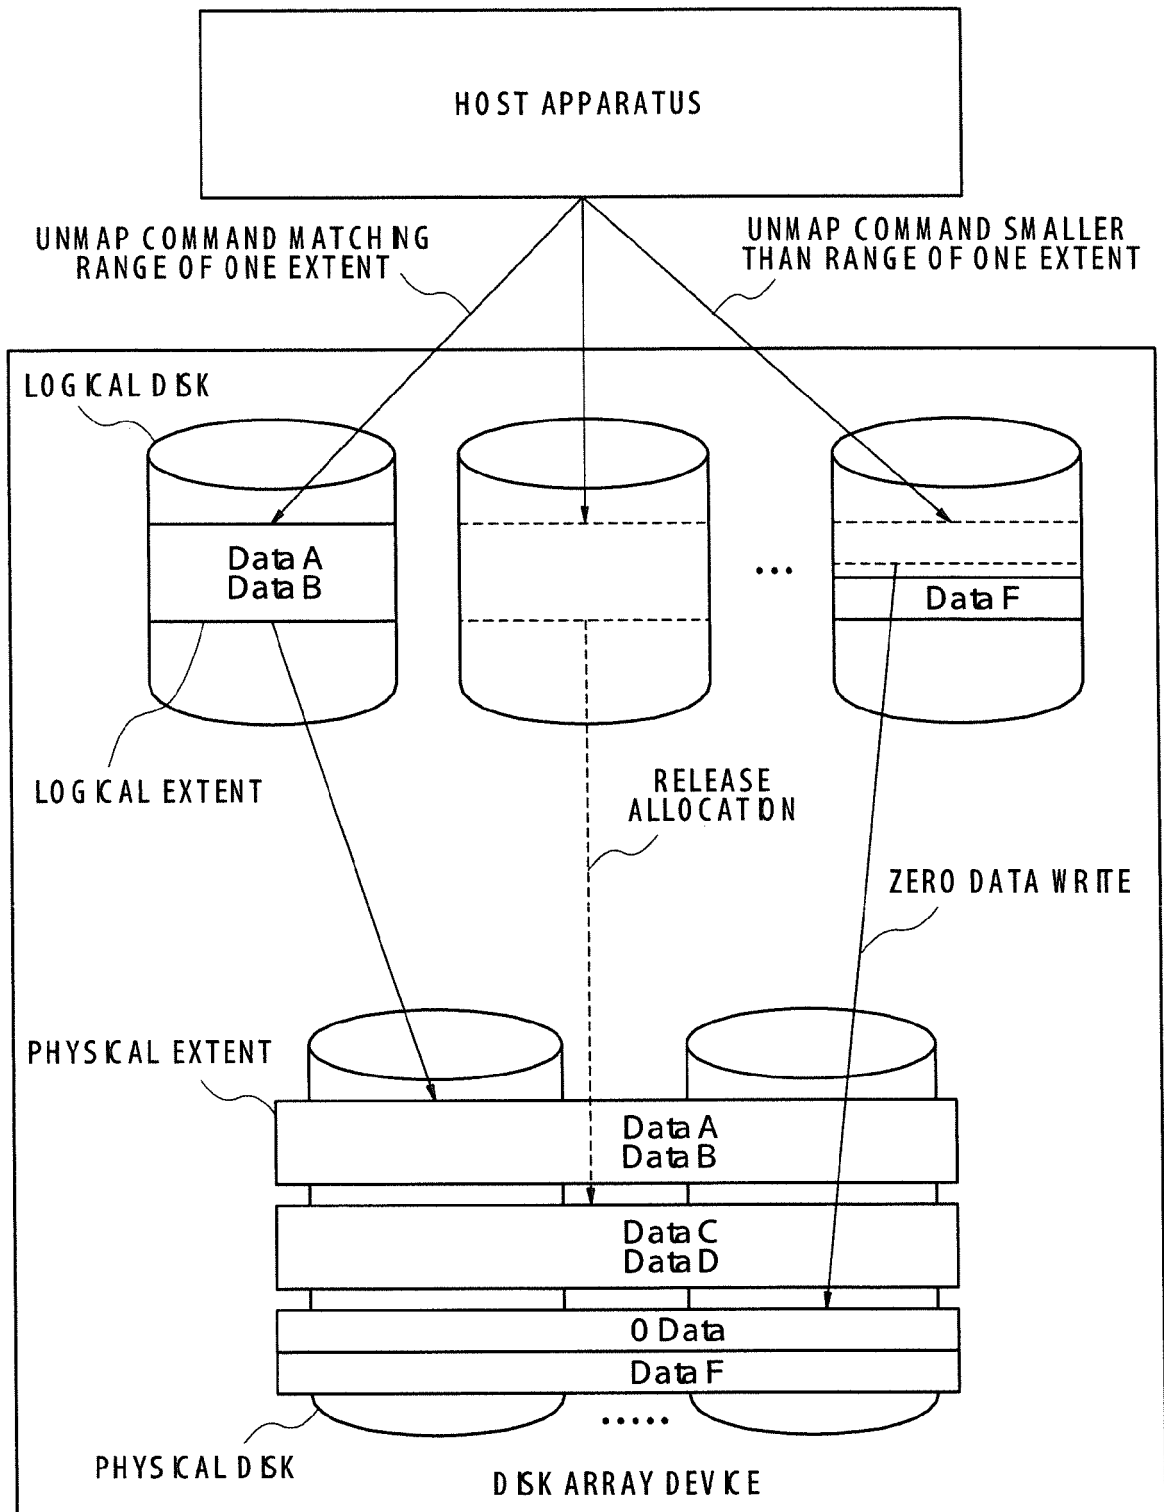 HOST APPARATUS
UNMAP COMMAND MATCHING
RANGE OF ONE EXTENT
UNMAP COMMAND SMALLER
THAN RANGE OF ONE EXTENT
LOGICAL DISK
Data A
Data B
...
Data F
LOGICAL EXTENT
RELEASE
ALLOCATION
ZERO DATA WRITE
PHYSICAL EXTENT
Data A
Data B
Data C
Data D
0 Data
Data F
.....
PHYSICAL DISK
DISK ARRAY DEVICE